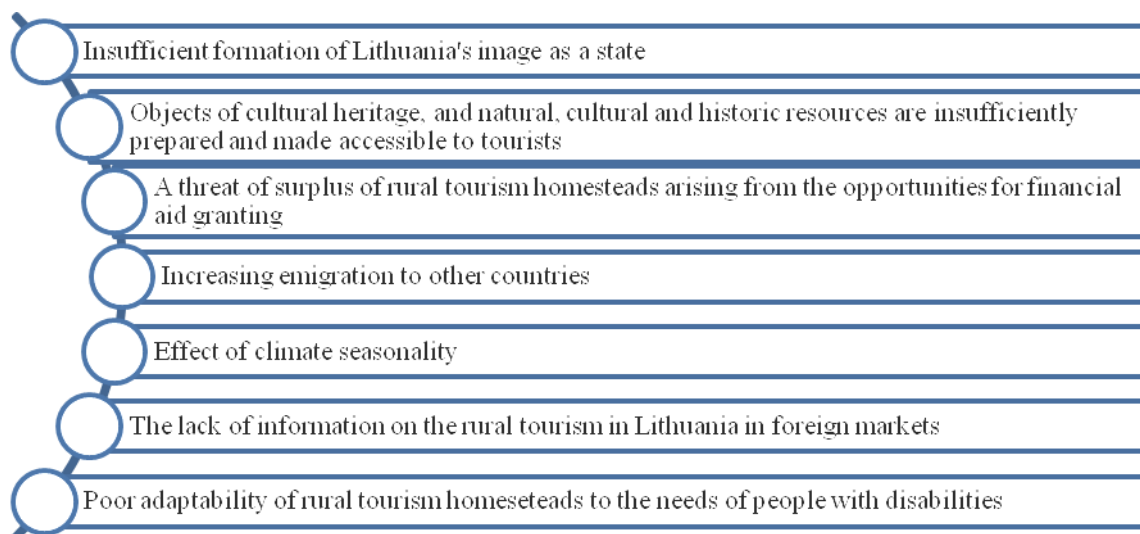 Insufficient formation of Lithuania's image as a state
Objects of cultural heritage, and natural, cultural and historic resources are insufficiently
prepared and made accessible to tourists
A threat of surplus of rural tourism homesteads arising from the opportunities for financial
aid granting
Increasing emigration to other countries
Effect of climate seasonality
The lack of information on the rural tourism in Lithuania in foreign markets
Poor adaptability of rural tourism homeseteads to the needs of people with disabilities